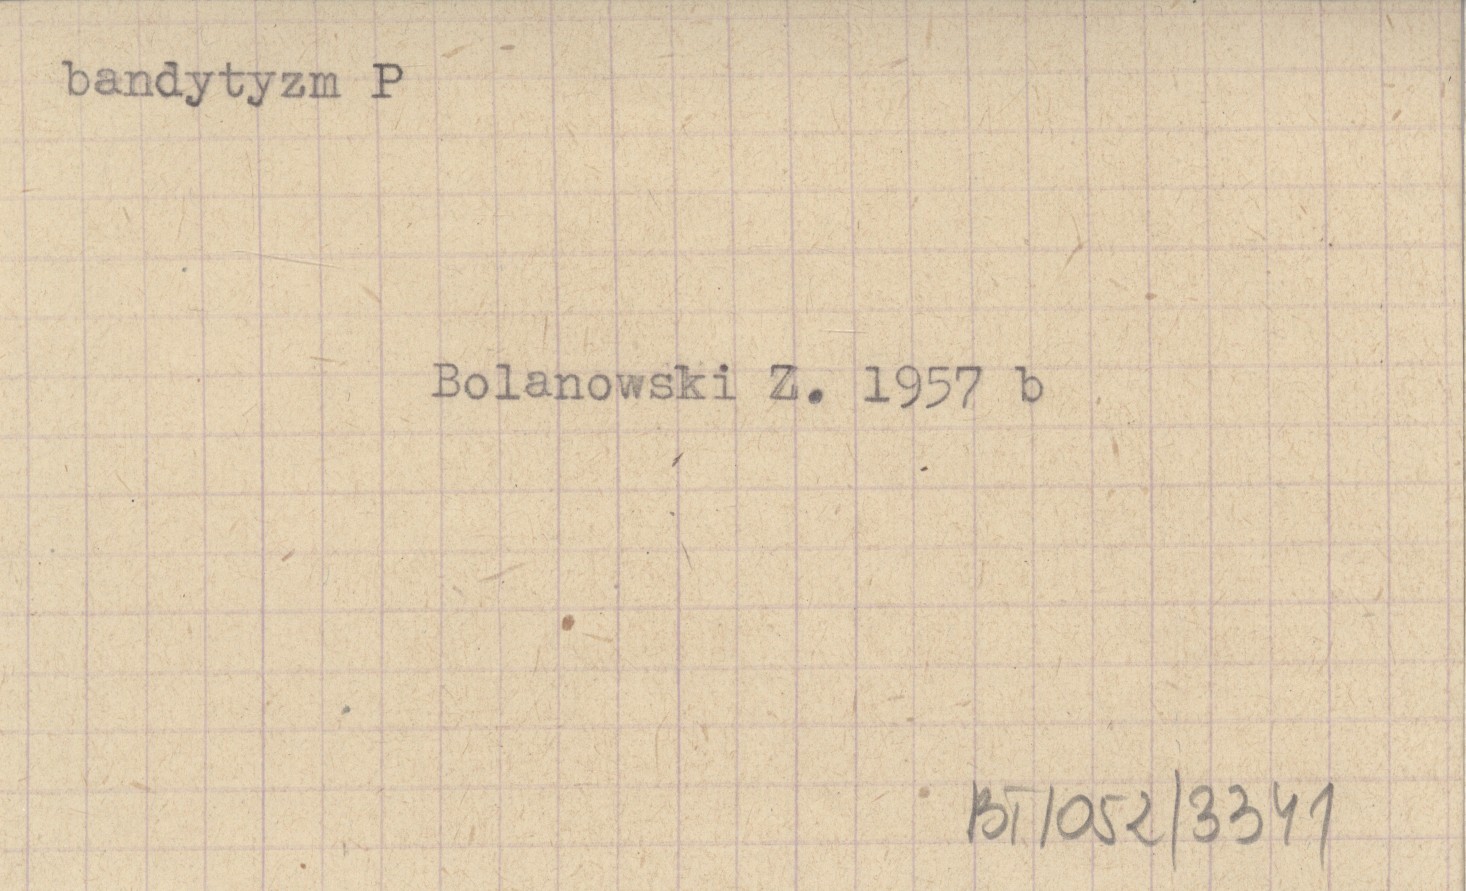 bandytyzm P
Bolanowski Z. 1957 b
BT/052/3341